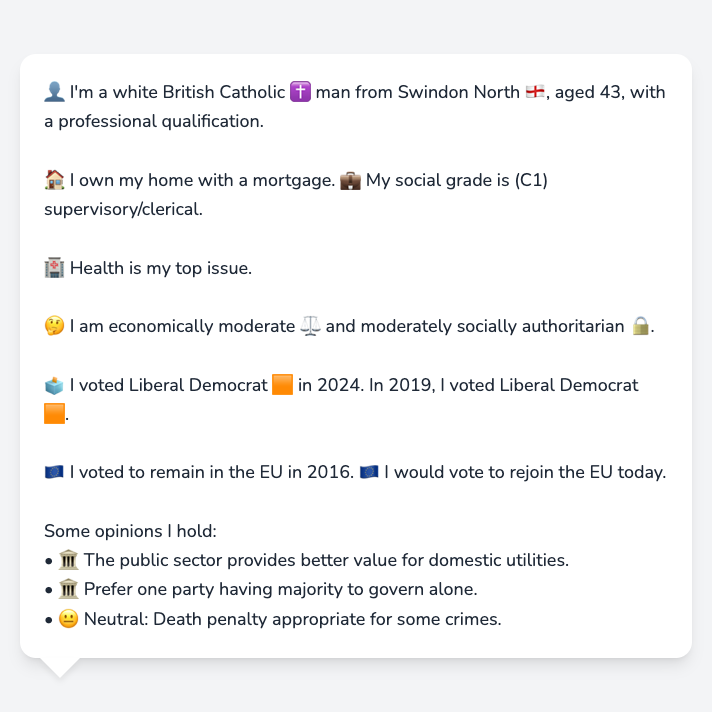 👤 I'm a white British Catholic ✝️ man from Swindon North 🏴󠁧󠁢󠁥󠁮󠁧󠁿, aged 43, with
a professional qualification.
🏠 I own my home with a mortgage. 💼 My social grade is (C1)
supervisory/clerical.
🏥 Health is my top issue.
🤔 I am economically moderate ⚖️ and moderately socially authoritarian 🔒.
🗳️ I voted Liberal Democrat 🟧 in 2024. In 2019, I voted Liberal Democrat
🟧.
🇪🇺 I voted to remain in the EU in 2016. 🇪🇺 I would vote to rejoin the EU today.
Some opinions I hold:
• 🏛️ The public sector provides better value for domestic utilities.
• 🏛️ Prefer one party having majority to govern alone.
• 😐 Neutral: Death penalty appropriate for some crimes.